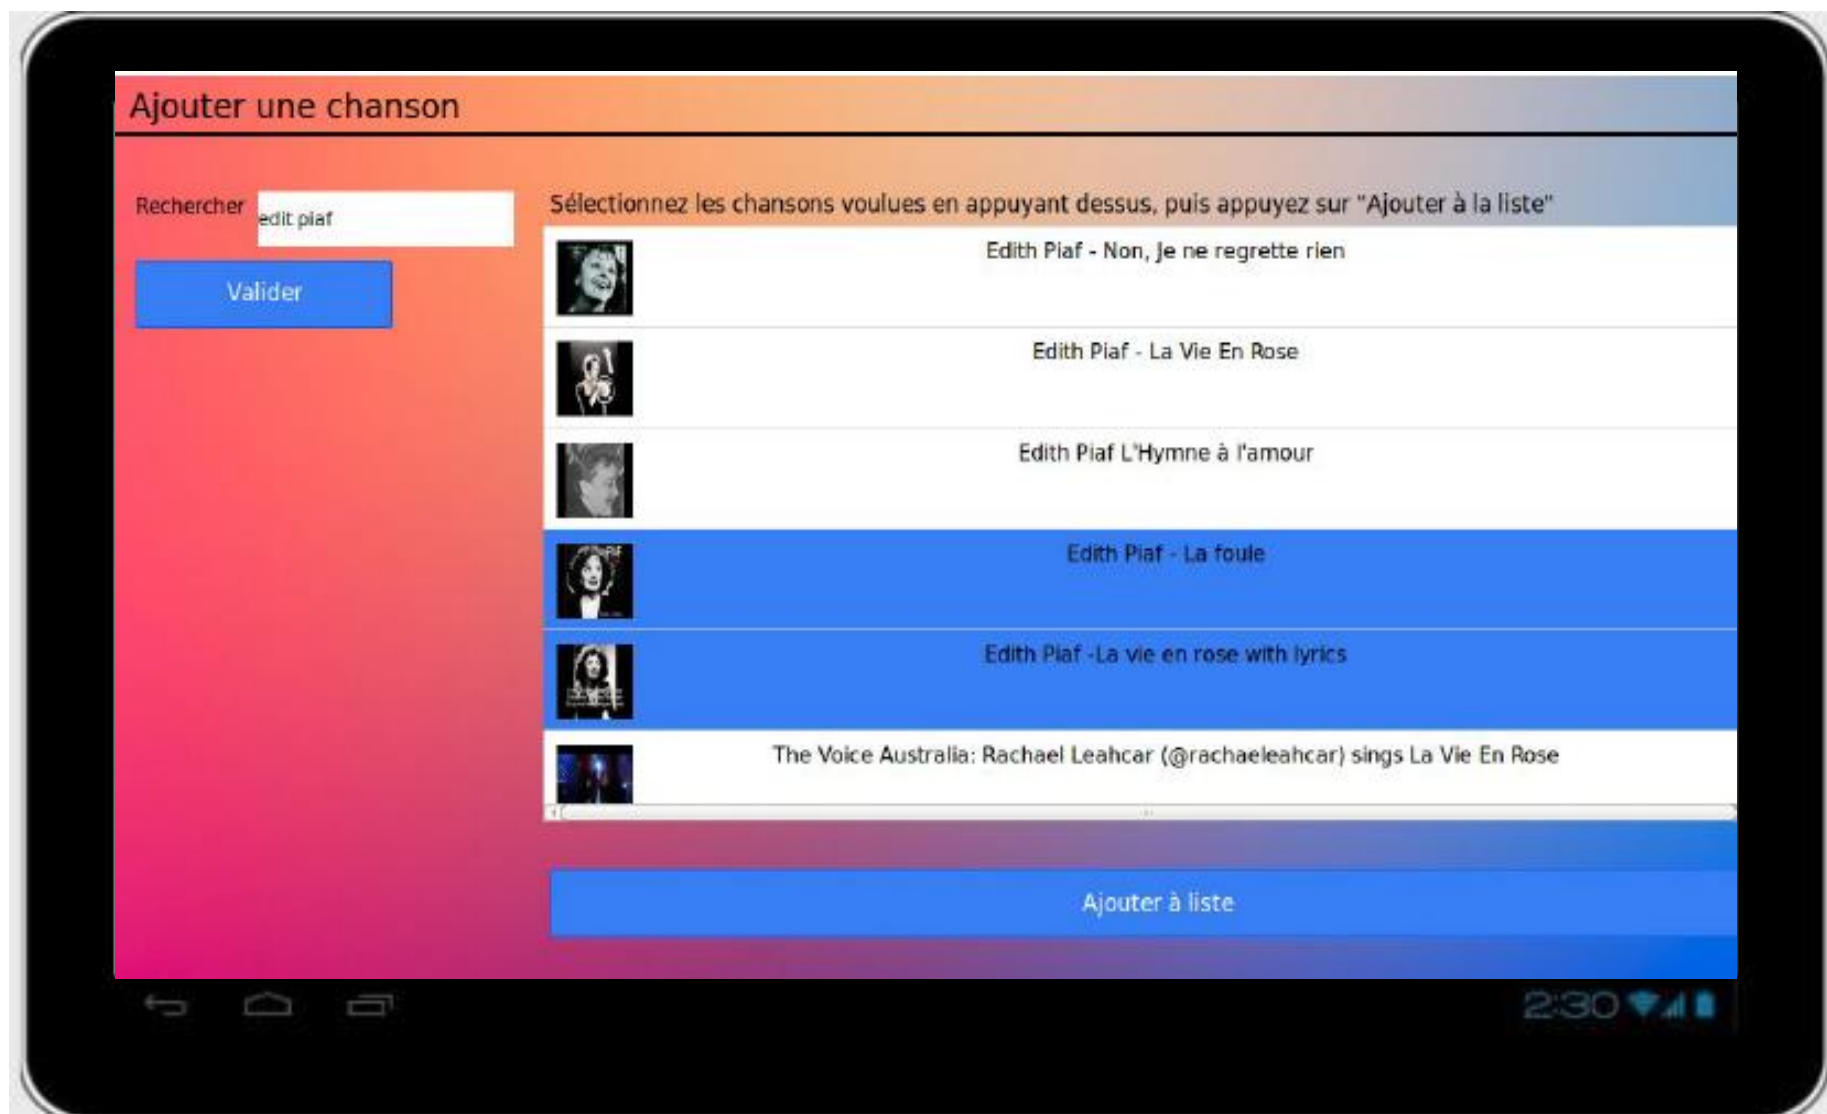 Ajouter une chanson
Rechercher
edit piaf
Valider
Sélectionnez les chansons voulues en appuyant dessus, puis appuyez sur "Ajouter à la liste"
Edith Piaf - Non, Je ne regrette rien
Edith Piaf - La Vie En Rose
Edith Piaf L'Hymne à l'amour
Edith Piaf - La foule
Edith Piaf -La vie en rose with lyrics
The Voice Australia: Rachael Leahcar (@rachaeleahcar) sings La Vie En Rose
Ajouter à liste
2:30